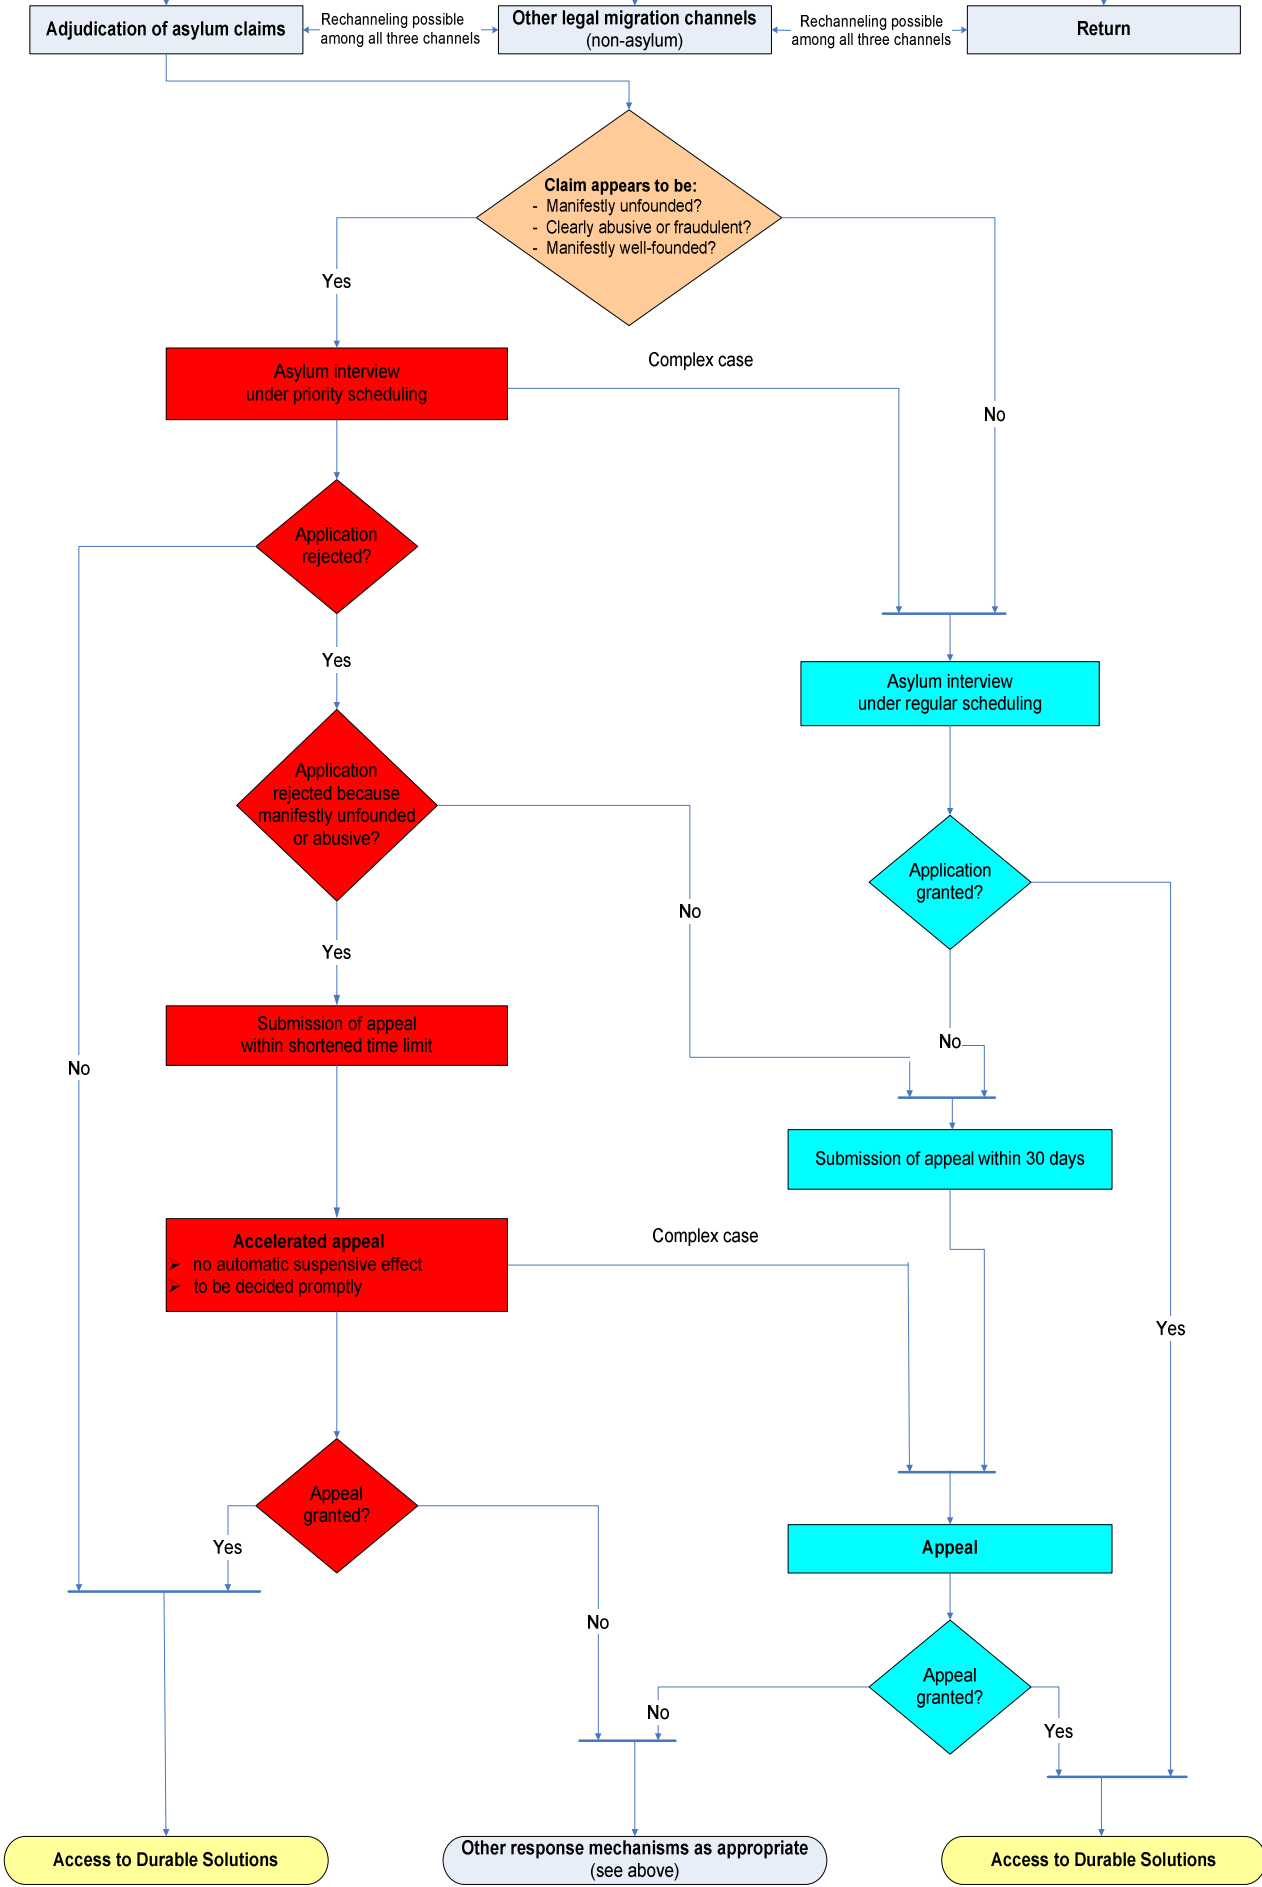 Adjudication of asylum claims
Rechanneling possible
among all three channels
Other legal migration channels
(non-asylum)
Rechanneling possible
among all three channels
Return
Claim appears to be:
- Manifestly unfounded?
- Clearly abusive or fraudulent?
- Manifestly well-founded?
Yes
No
Asylum interview
under priority scheduling
Complex case
Application
rejected?
Yes
Asylum interview
under regular scheduling
Application
rejected because
manifestly unfounded
or abusive?
No
Yes
Application
granted?
No
Submission of appeal
within shortened time limit
No
Submission of appeal within 30 days
Accelerated appeal
➢ no automatic suspensive effect
➢ to be decided promptly
Complex case
Yes
Appeal
granted?
Yes
No
Appeal
Appeal
granted?
No
Yes
Access to Durable Solutions
Other response mechanisms as appropriate
(see above)
Access to Durable Solutions